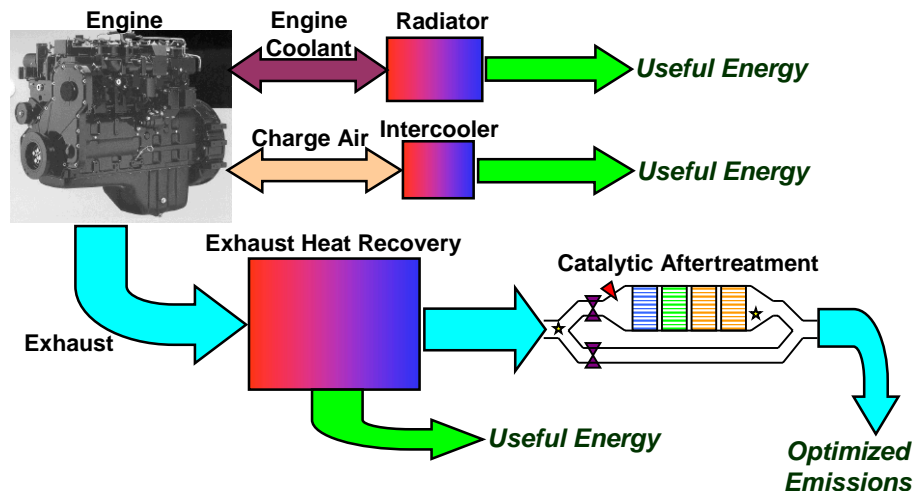 Engine
Engine
Coolant
Radiator
Useful Energy
Charge Air
Intercooler
Useful Energy
Exhaust Heat Recovery
Catalytic Aftertreatment
Exhaust
Useful Energy
Optimized
Emissions